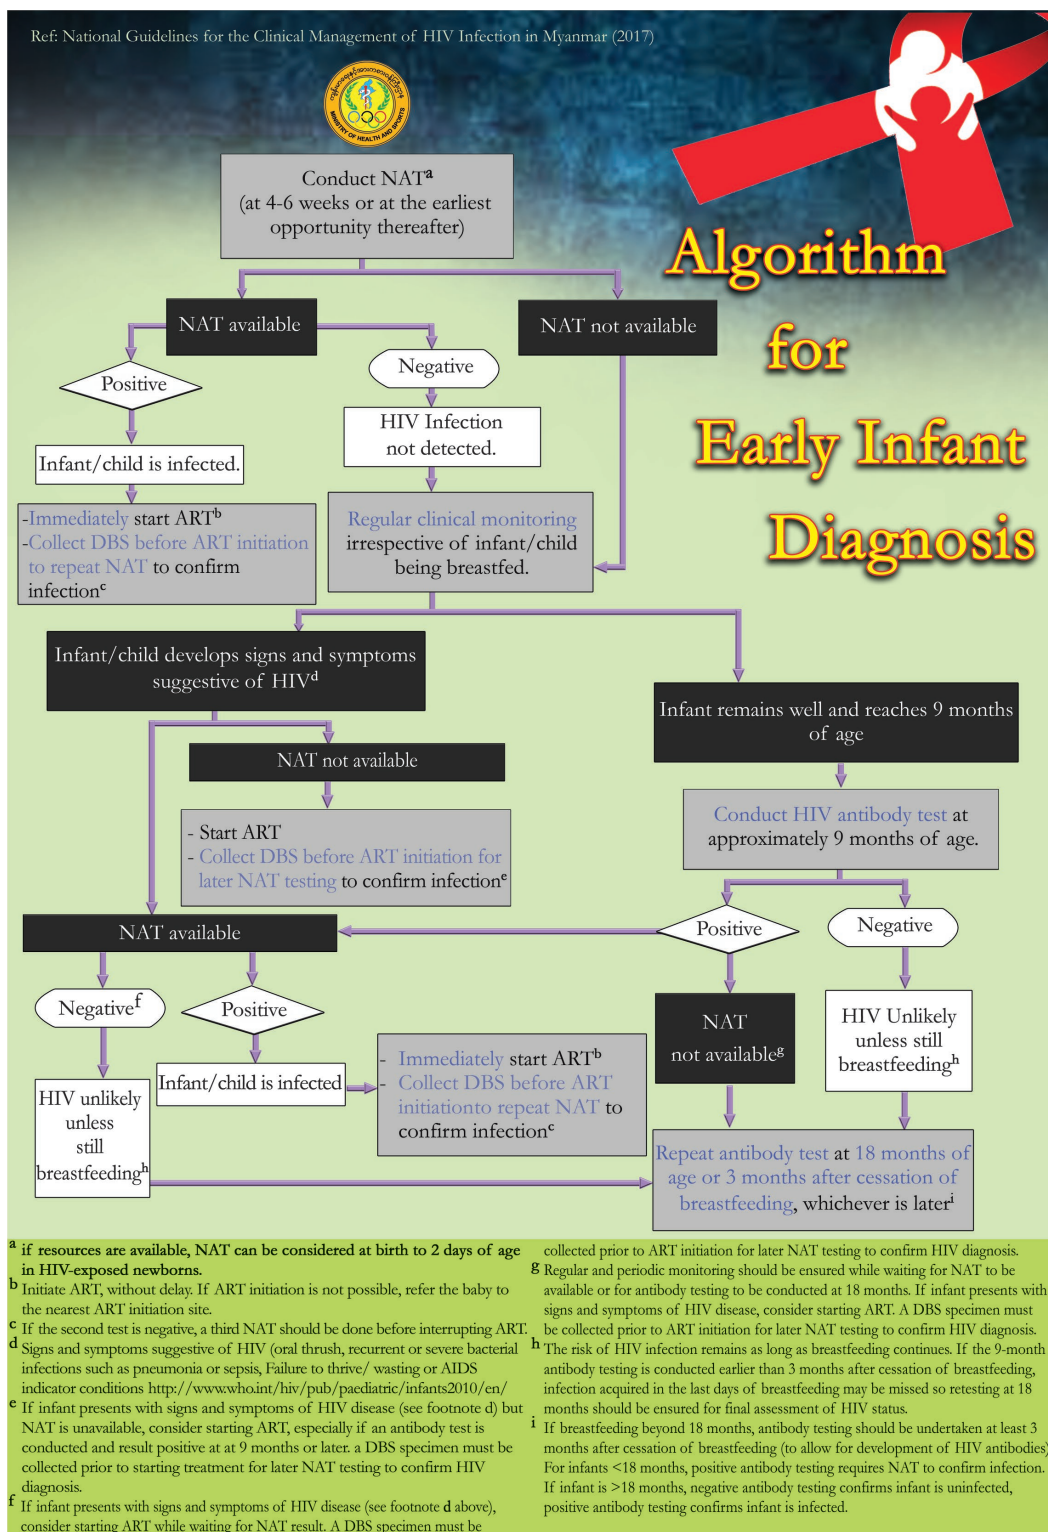 Ref: National Guidelines for the Clinical Management of HIV Infection in Myanmar (2017)
MINISTRY OF HEALTH AND SPORTS
Algorithm
for
Early Infant
Diagnosis
Conduct NATa
(at 4-6 weeks or at the earliest
opportunity thereafter)
NAT available
NAT not available
Positive
Negative
Infant/child is infected.
HIV Infection
not detected.
-Immediately start ARTb
-Collect DBS before ART initiation
to repeat NAT to confirm
infectionc
Regular clinical monitoring
irrespective of infant/child
being breastfed.
Infant/child develops signs and symptoms
suggestive of HIVd
Infant remains well and reaches 9 months
of age
NAT not available
- Start ART
- Collect DBS before ART initiation for
later NAT testing to confirm infectione
Conduct HIV antibody test at
approximately 9 months of age.
NAT available
Positive
Negative
Negativef
Positive
NAT
not availableg
HIV Unlikely
unless still
breastfeedingh
HIV unlikely
unless
still
breastfeedingh
Infant/child is infected
- Immediately start ARTb
- Collect DBS before ART
initiationto repeat NAT to
confirm infectionc
Repeat antibody test at 18 months of
age or 3 months after cessation of
breastfeeding, whichever is lateri
a if resources are available, NAT can be considered at birth to 2 days of age
in HIV-exposed newborns.
b Initiate ART, without delay. If ART initiation is not possible, refer the baby to
the nearest ART initiation site.
c If the second test is negative, a third NAT should be done before interrupting ART.
d Signs and symptoms suggestive of HIV (oral thrush, recurrent or severe bacterial
infections such as pneumonia or sepsis, Failure to thrive/ wasting or AIDS
indicator conditions http://www.who.int/hiv/pub/paediatric/infants2010/en/
e If infant presents with signs and symptoms of HIV disease (see footnote d) but
NAT is unavailable, consider starting ART, especially if an antibody test is
conducted and result positive at at 9 months or later. a DBS specimen must be
collected prior to starting treatment for later NAT testing to confirm HIV
diagnosis.
f If infant presents with signs and symptoms of HIV disease (see footnote d above),
consider starting ART while waiting for NAT result. A DBS specimen must be
collected prior to ART initiation for later NAT testing to confirm HIV diagnosis.
g Regular and periodic monitoring should be ensured while waiting for NAT to be
available or for antibody testing to be conducted at 18 months. If infant presents with
signs and symptoms of HIV disease, consider starting ART. A DBS specimen must
be collected prior to ART initiation for later NAT testing to confirm HIV diagnosis.
h The risk of HIV infection remains as long as breastfeeding continues. If the 9-month
antibody testing is conducted earlier than 3 months after cessation of breastfeeding,
infection acquired in the last days of breastfeeding may be missed so retesting at 18
months should be ensured for final assessment of HIV status.
i If breastfeeding beyond 18 months, antibody testing should be undertaken at least 3
months after cessation of breastfeeding (to allow for development of HIV antibodies)
For infants <18 months, positive antibody testing requires NAT to confirm infection.
If infant is >18 months, negative antibody testing confirms infant is uninfected,
positive antibody testing confirms infant is infected.